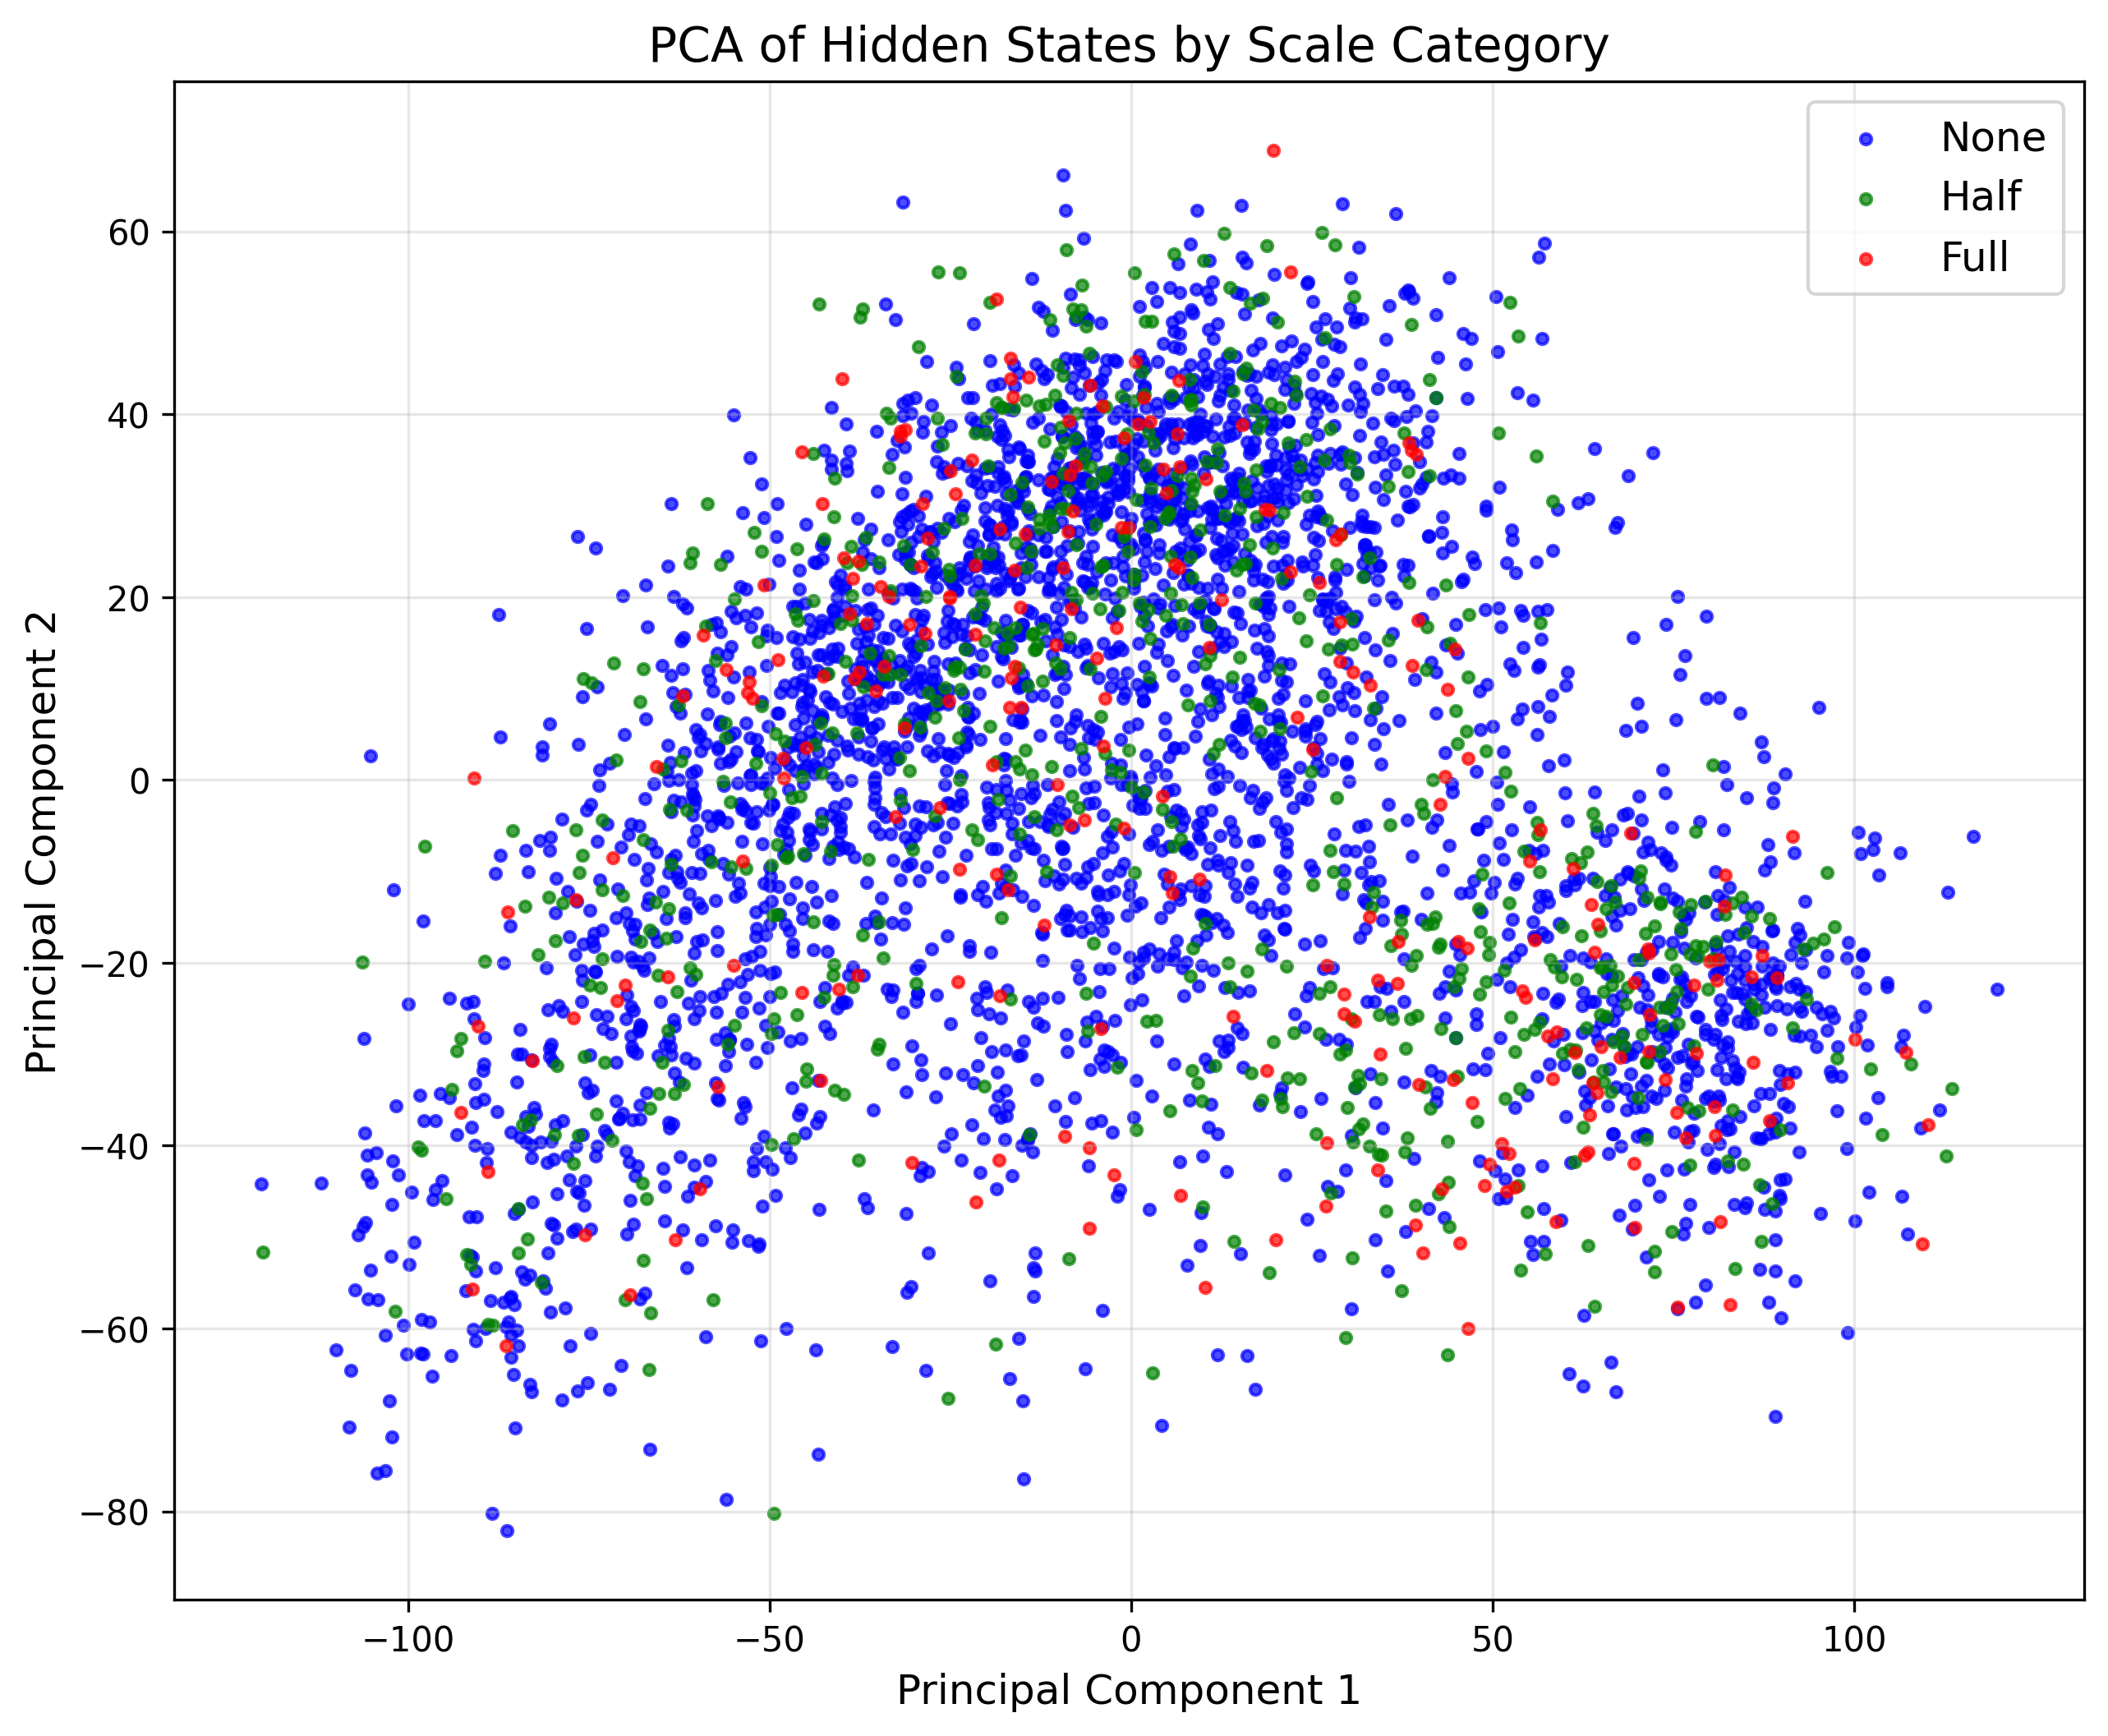 PCA of Hidden States by Scale Category
None
Half
Full
60
40
20
0
−20
−40
−60
−80
Principal Component 2
−100
−50
0
50
100
Principal Component 1